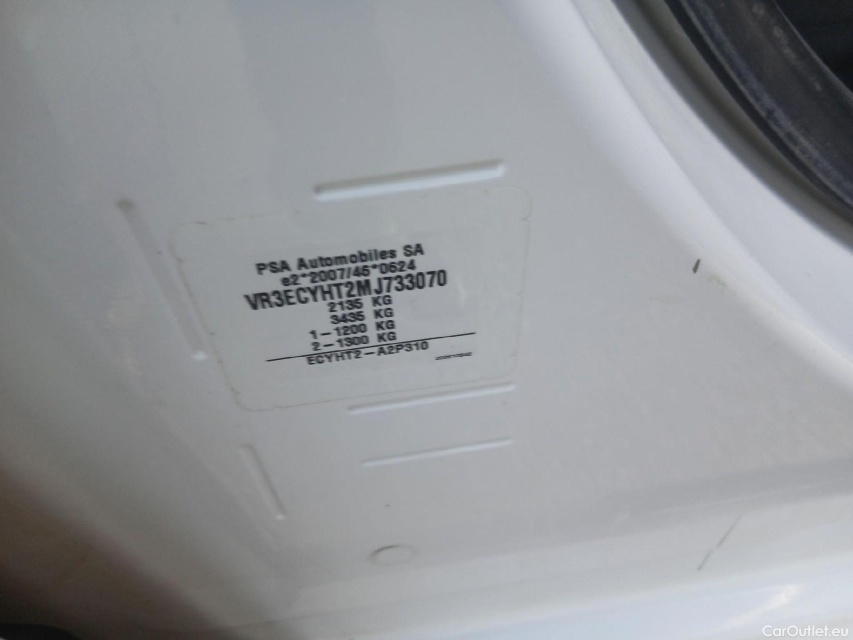 PSA Automobiles SA
e2*2007/46*0624
VR3ECYHT2MJ733070
2135 KG
3435 KG
1-1200 KG
2-1300 KG
ECYHT2-A2P310
CarOutlet.eu